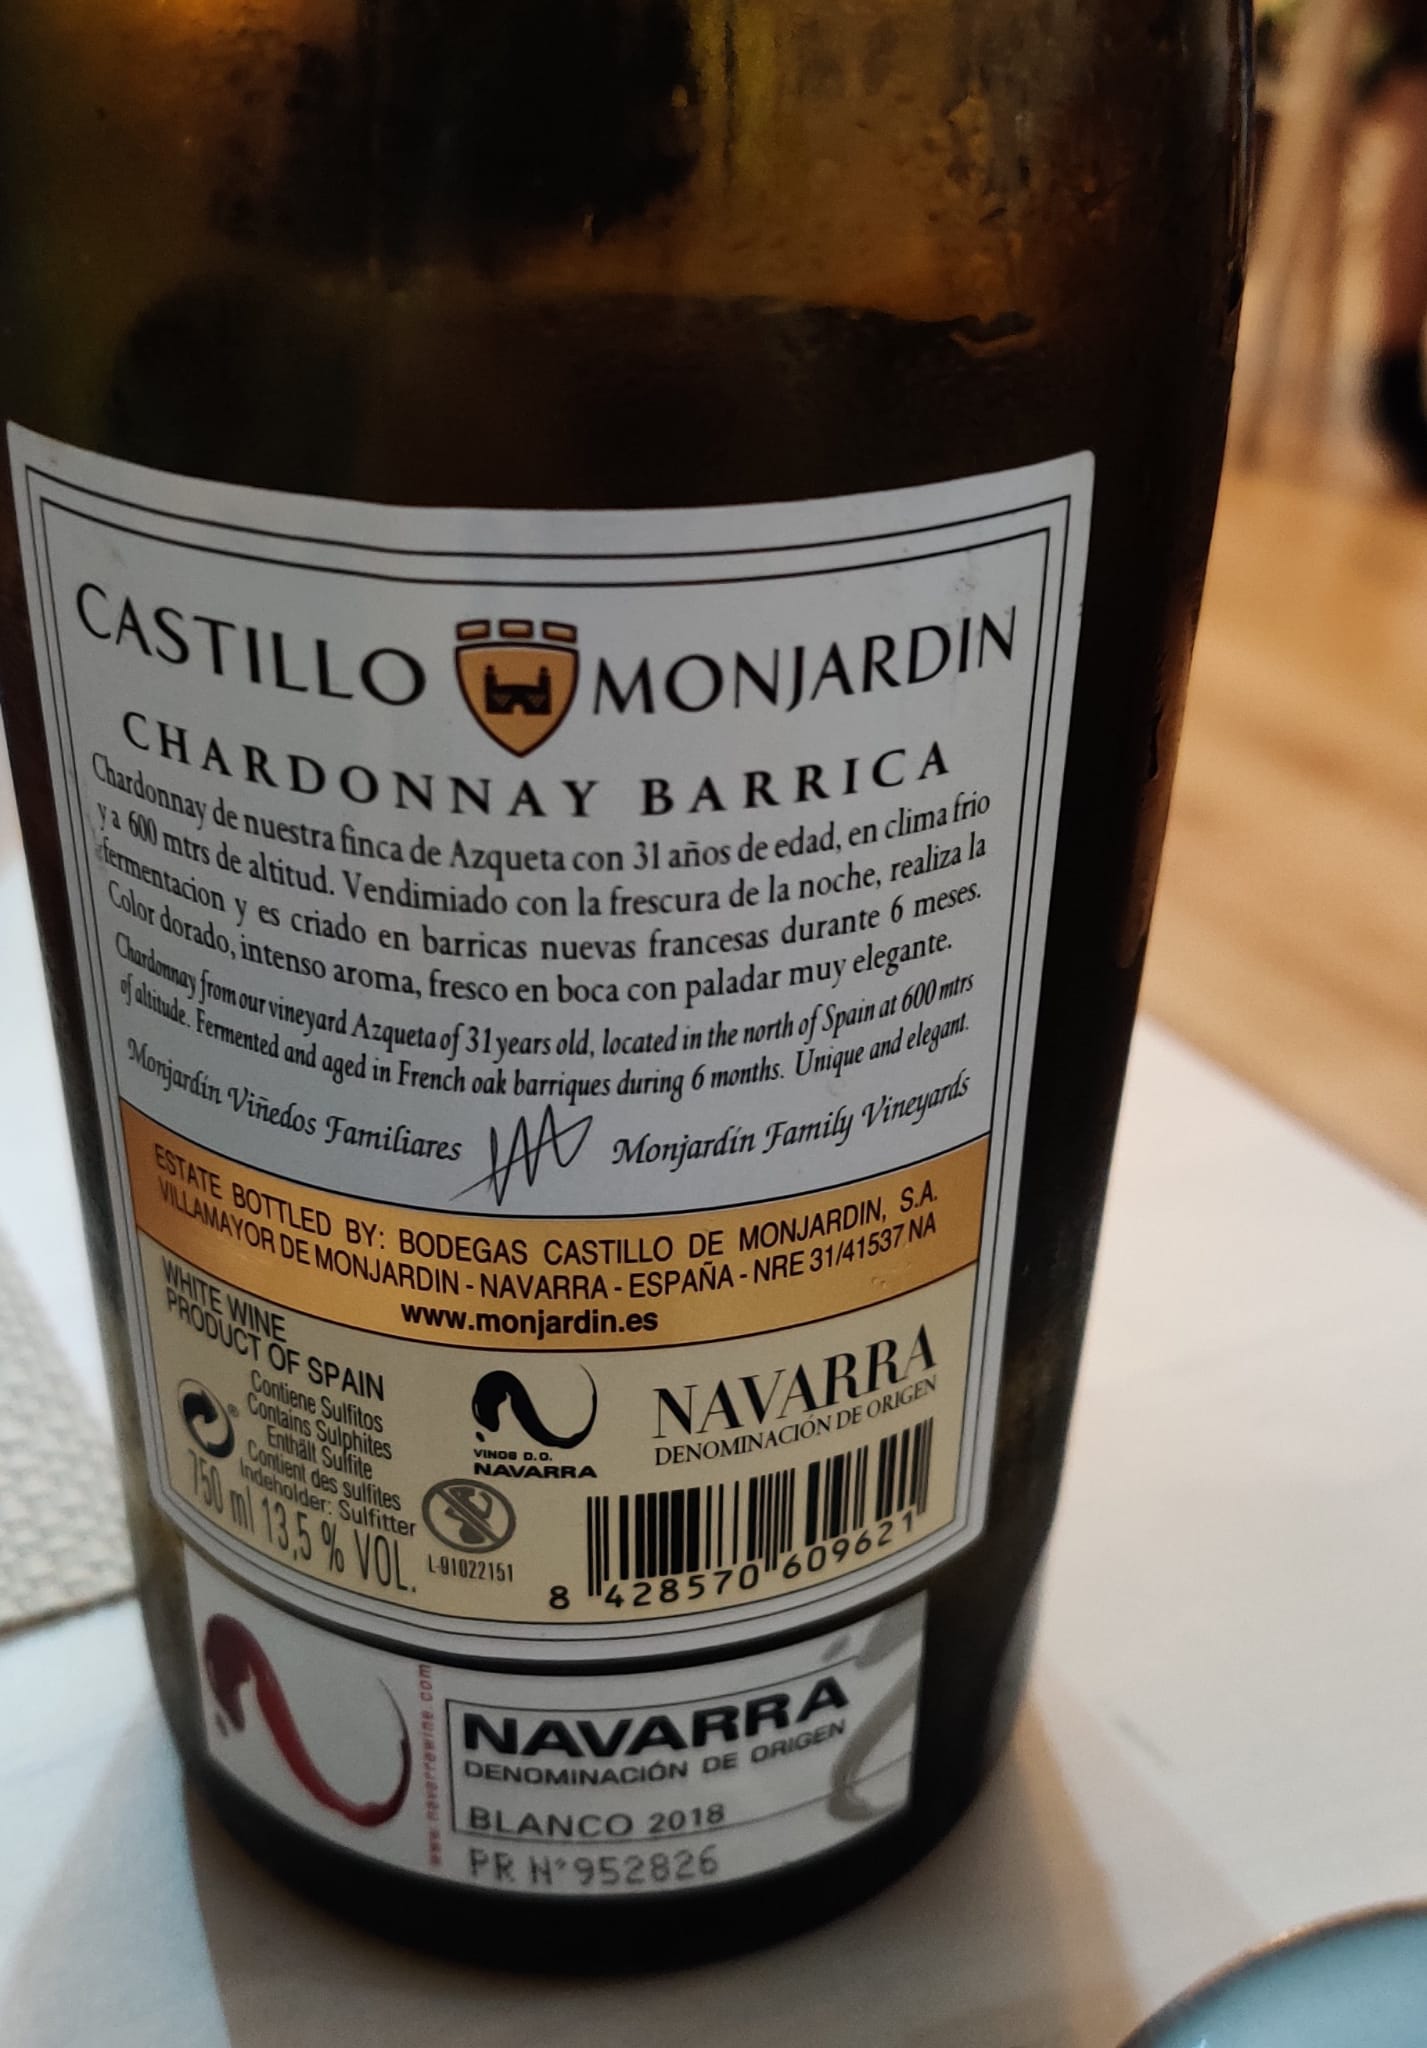 CASTILLO MONJARDIN
CHARDONNAY BARRICA
Chardonnay de nuestra finca de Azqueta con 31 años de edad, en clima frio
y a 600 mtrs de altitud. Vendimiado con la frescura de la noche, realiza la
fermentacion y es criado en barricas nuevas francesas durante 6 meses.
Color dorado, intenso aroma, fresco en boca con paladar muy elegante.
Chardonnay from our vineyard Azqueta of 31 years old, located in the north of Spain at 600 mtrs
of altitude. Fermented and aged in French oak barriques during 6 months. Unique and elegant.
Monjardín Viñedos Familiares Monjardín Family Vineyards
ESTATE BOTTLED BY: BODEGAS CASTILLO DE MONJARDIN, S.A.
VILLAMAYOR DE MONJARDIN - NAVARRA - ESPAÑA - NRE 31/41537 NA
www.monjardin.es
WHITE WINE
PRODUCT OF SPAIN
Contiene Sulfitos
Contains Sulphites
Enthält Sulfite
Contient des sulfites
Indeholder: Sulfitter
750 ml 13,5 % VOL.
VINOS D.O.
NAVARRA
L-91022151
NAVARRA
DENOMINACIÓN DE ORIGEN
8 428570 609621
www.navarrawine.com
NAVARRA
DENOMINACIÓN DE ORIGEN
BLANCO 2018
PR Nº 952826